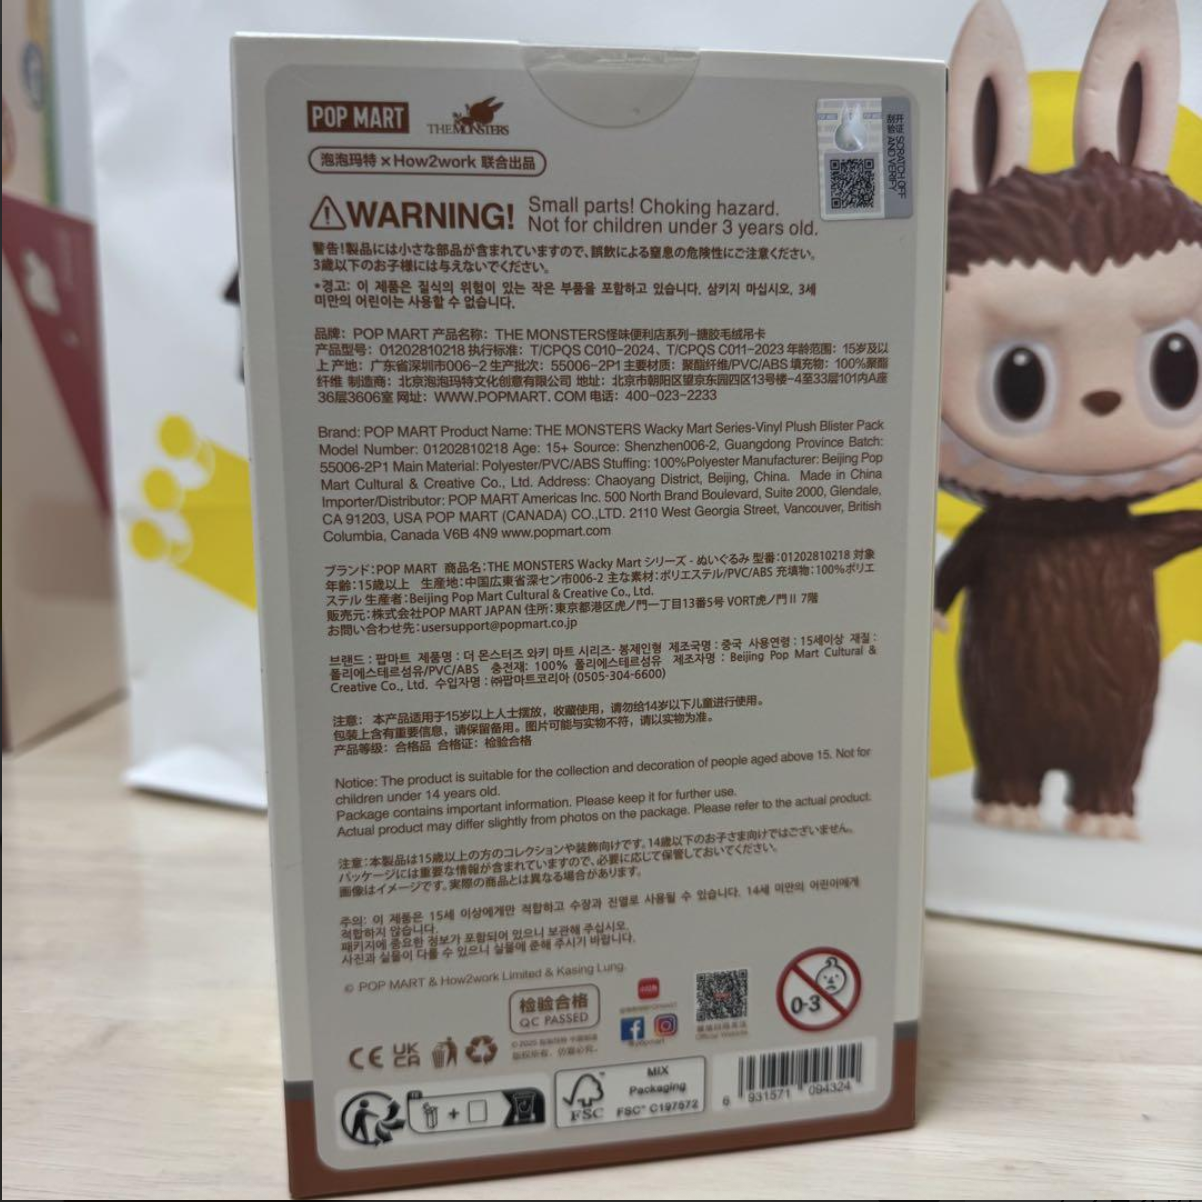 POP MART
THE MONSTERS
泡泡玛特×How2work 联合出品
刮开验证 SCRATCH OFF AND VERIFY
WARNING! Small parts! Choking hazard.
Not for children under 3 years old.
警告!製品には小さな部品が含まれていますので、誤飲による窒息の危険性にご注意ください。
3歳以下のお子様には与えないでください。
*경고: 이 제품은 질식의 위험이 있는 작은 부품을 포함하고 있습니다. 삼키지 마십시오. 3세
미만의 어린이는 사용할 수 없습니다.
品牌：POP MART 产品名称：THE MONSTERS怪味便利店系列-搪胶毛绒吊卡
产品型号：01202810218 执行标准：T/CPQS C010-2024、T/CPQS C011-2023 年龄范围：15岁及以
上 产地：广东省深圳市006-2 生产批次：55006-2P1 主要材质：聚酯纤维/PVC/ABS 填充物：100%聚酯
纤维 制造商：北京泡泡玛特文化创意有限公司 地址：北京市朝阳区望京东园四区13号楼-4至33层101内A座
36层3606室 网址：WWW.POPMART.COM 电话：400-023-2233
Brand: POP MART Product Name: THE MONSTERS Wacky Mart Series-Vinyl Plush Blister Pack
Model Number: 01202810218 Age: 15+ Source: Shenzhen006-2, Guangdong Province Batch:
55006-2P1 Main Material: Polyester/PVC/ABS Stuffing: 100%Polyester Manufacturer: Beijing Pop
Mart Cultural & Creative Co., Ltd. Address: Chaoyang District, Beijing, China. Made in China
Importer/Distributor: POP MART Americas Inc. 500 North Brand Boulevard, Suite 2000, Glendale,
CA 91203, USA POP MART (CANADA) CO.,LTD. 2110 West Georgia Street, Vancouver, British
Columbia, Canada V6B 4N9 www.popmart.com
ブランド：POP MART 商品名：THE MONSTERS Wacky Mart シリーズ - ぬいぐるみ 型番：01202810218 対象
年齢：15歳以上 生産地：中国広東省深セン市006-2 主な素材：ポリエステル/PVC/ABS 充填物：100%ポリエ
ステル 生産者：Beijing Pop Mart Cultural & Creative Co., Ltd.
販売元：株式会社POP MART JAPAN 住所：東京都港区虎ノ門一丁目13番5号 VORT虎ノ門Ⅱ 7階
お問い合わせ先：usersupport@popmart.co.jp
브랜드 : 팝마트 제품명 : 더 몬스터즈 와키 마트 시리즈- 봉제인형 제조국명 : 중국 사용연령 : 15세이상 재질 :
폴리에스테르섬유/PVC/ABS 충전재: 100% 폴리에스테르섬유 제조자명 : Beijing Pop Mart Cultural &
Creative Co., Ltd. 수입자명 : ㈜팝마트코리아 (0505-304-6600)
注意： 本产品适用于15岁以上人士摆放，收藏使用，请勿给14岁以下儿童进行使用。
包装上含有重要信息，请保留备用。图片可能与实物不符，请以实物为准。
产品等级：合格品 合格证：检验合格
Notice: The product is suitable for the collection and decoration of people aged above 15. Not for
children under 14 years old.
Package contains important information. Please keep it for further use.
Actual product may differ slightly from photos on the package. Please refer to the actual product.
注意：本製品は15歳以上の方のコレクションや装飾向けです。14歳以下のお子さま向けではございません。
パッケージには重要な情報が含まれていますので、必要に応じて保管しておいてください。
画像はイメージです。実際の商品とは異なる場合があります。
주의: 이 제품은 15세 이상에게만 적합하고 수장과 진열로 사용될 수 있습니다. 14세 미만의 어린이에게
적합하지 않습니다.
패키지에 중요한 정보가 포함되어 있으니 보관해 주십시오.
사진과 실물이 다를 수 있으니 실물에 준해 주시기 바랍니다.
© POP MART & How2work Limited & Kasing Lung.
检验合格
QC PASSED
小红书
@popmart
Official Website
0-3
CE UK CA
版权所有，仿冒必究。
FSC
MIX
Packaging
FSC™ C197672
6 931571 094324